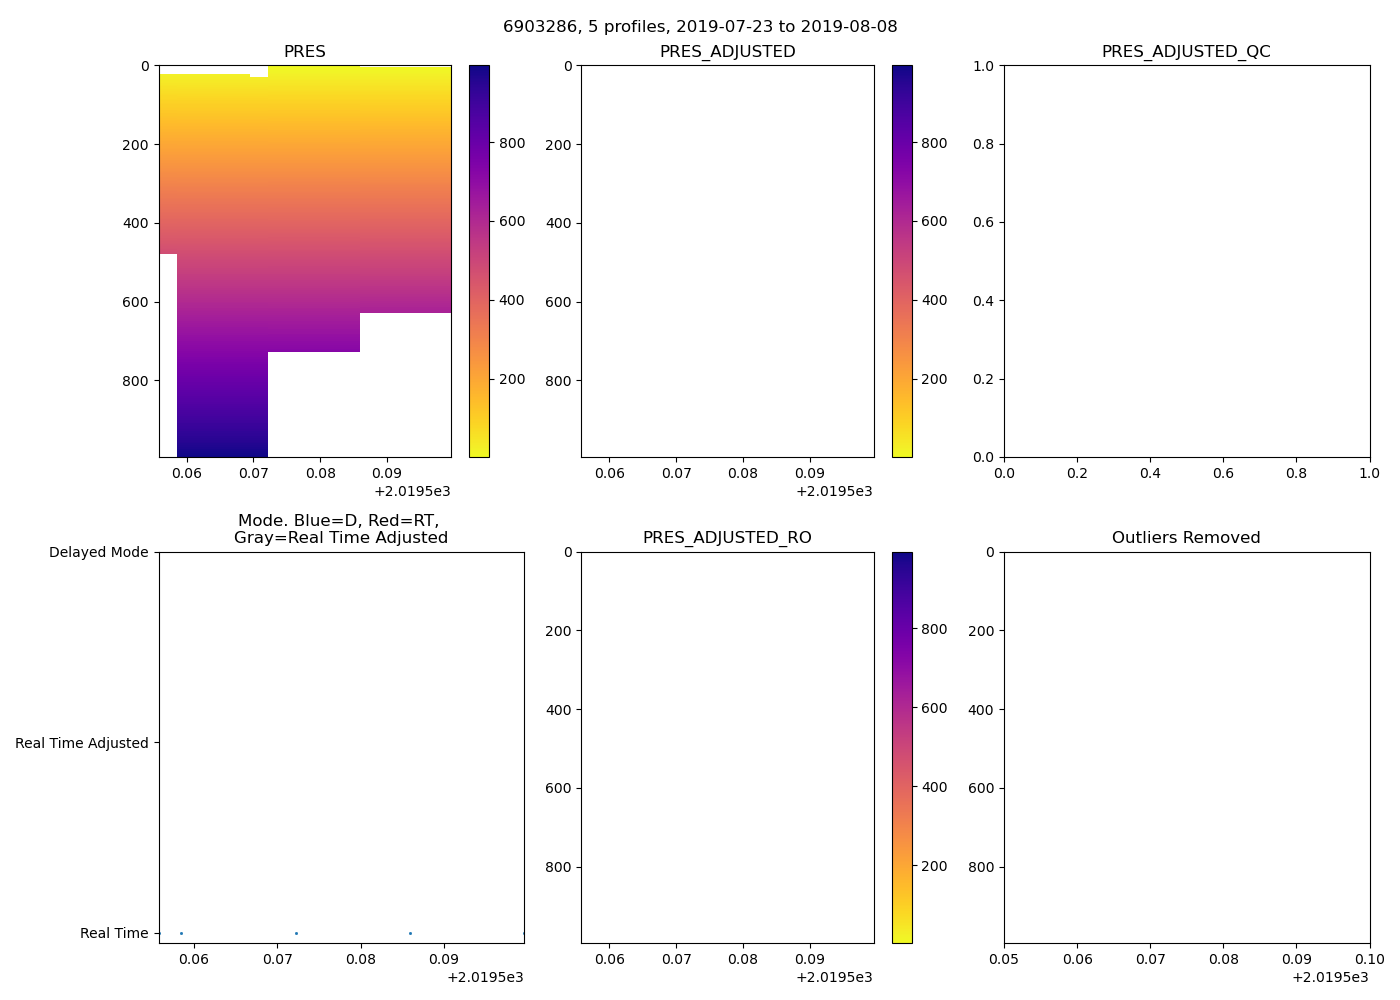 6903286, 5 profiles, 2019-07-23 to 2019-08-08
PRES
0
200
400
600
800
0.06 0.07 0.08 0.09
+2.0195e3
800
600
400
200
PRES_ADJUSTED
0
200
400
600
800
0.06 0.07 0.08 0.09
+2.0195e3
800
600
400
200
PRES_ADJUSTED_QC
1.0
0.8
0.6
0.4
0.2
0.0
0.0 0.2 0.4 0.6 0.8 1.0
Mode. Blue=D, Red=RT,
Gray=Real Time Adjusted
Delayed Mode
Real Time Adjusted
Real Time
0.06 0.07 0.08 0.09
+2.0195e3
PRES_ADJUSTED_RO
0
200
400
600
800
0.06 0.07 0.08 0.09
+2.0195e3
800
600
400
200
Outliers Removed
0
200
400
600
800
0.05 0.06 0.07 0.08 0.09 0.10
+2.0195e3